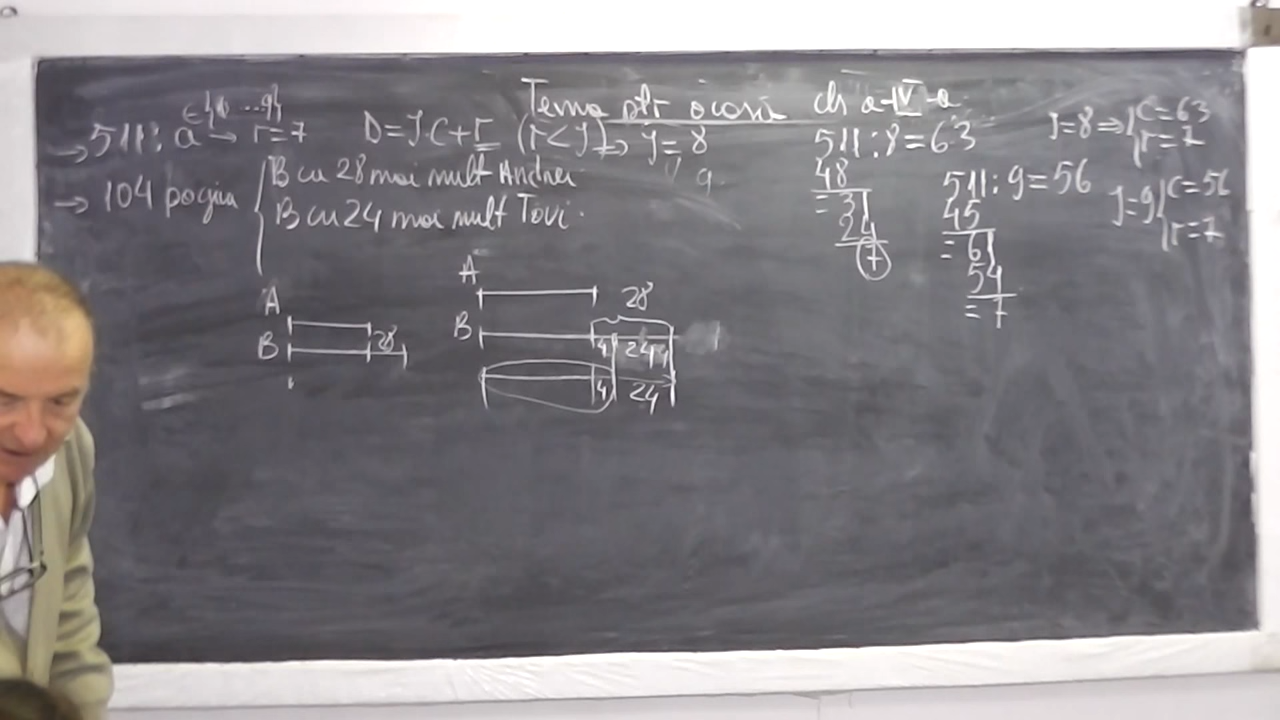 Tema ptr acasă cls a-IV-a
∈{1,...9}
→ 511 : a → r=7 D=Î·C+r (r<Î) ⇒ Î=8
9
→ 104 pagini { B cu 28 mai mult Andrei
B cu 24 mai mult Tovi.
511:8=63
48
=31
24
7
511:9=56
45
=61
54
=7
Î=8 ⇒ { C=63
r=7
Î=9 { C=56
r=7
A
B 28
A
28
B 4 24
4 24